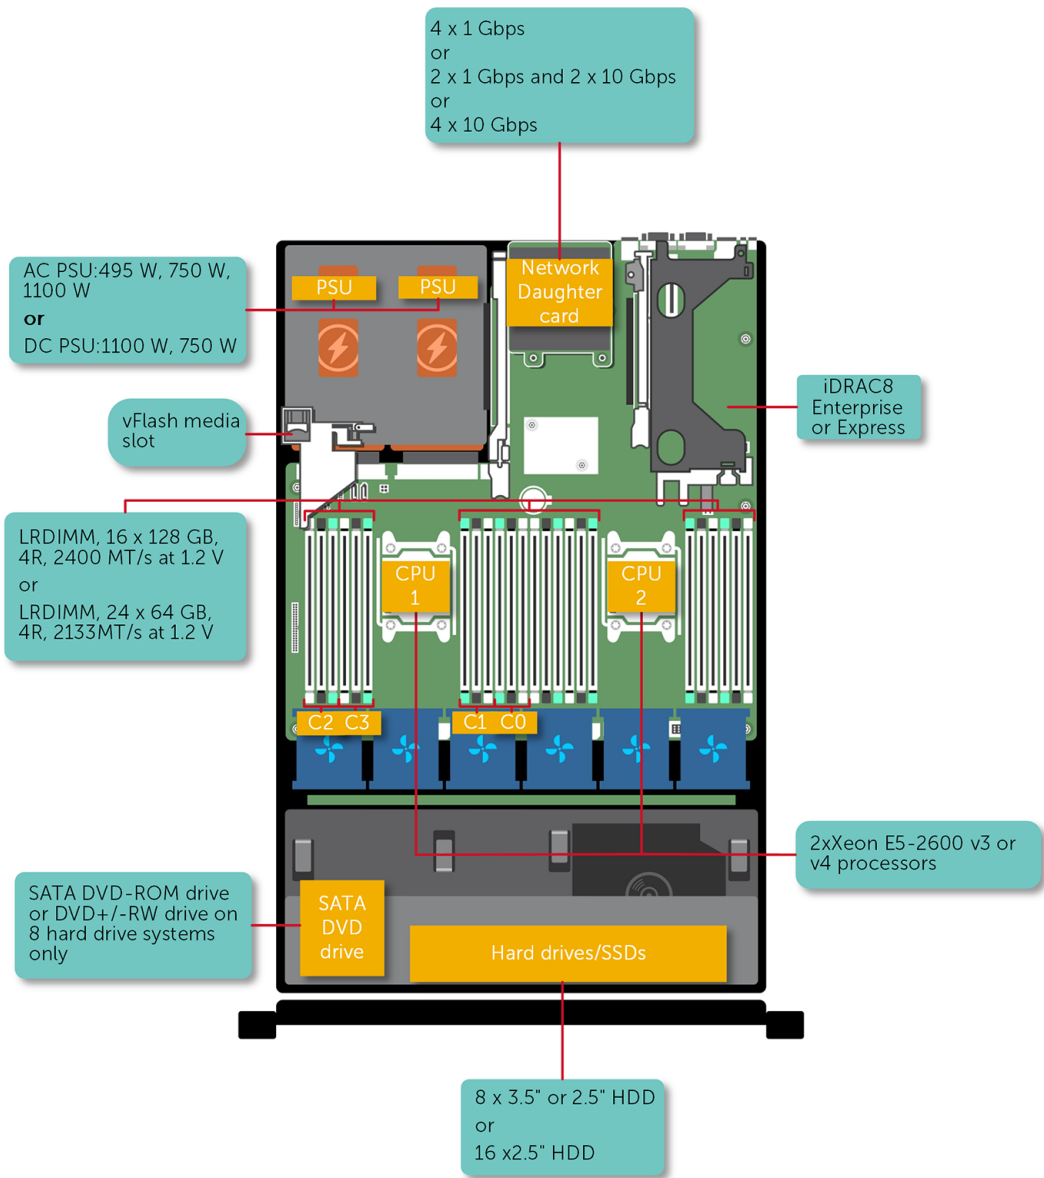 4 x 1 Gbps
or
2 x 1 Gbps and 2 x 10 Gbps
or
4 x 10 Gbps
AC PSU:495 W, 750 W,
1100 W
or
DC PSU:1100 W, 750 W
PSU
PSU
Network
Daughter
card
vFlash media
slot
iDRAC8
Enterprise
or Express
LRDIMM, 16 x 128 GB,
4R, 2400 MT/s at 1.2 V
or
LRDIMM, 24 x 64 GB,
4R, 2133MT/s at 1.2 V
CPU
1
CPU
2
C2
C3
C1
C0
2xXeon E5-2600 v3 or
v4 processors
SATA DVD-ROM drive
or DVD+/-RW drive on
8 hard drive systems
only
SATA
DVD
drive
Hard drives/SSDs
8 x 3.5" or 2.5" HDD
or
16 x2.5" HDD